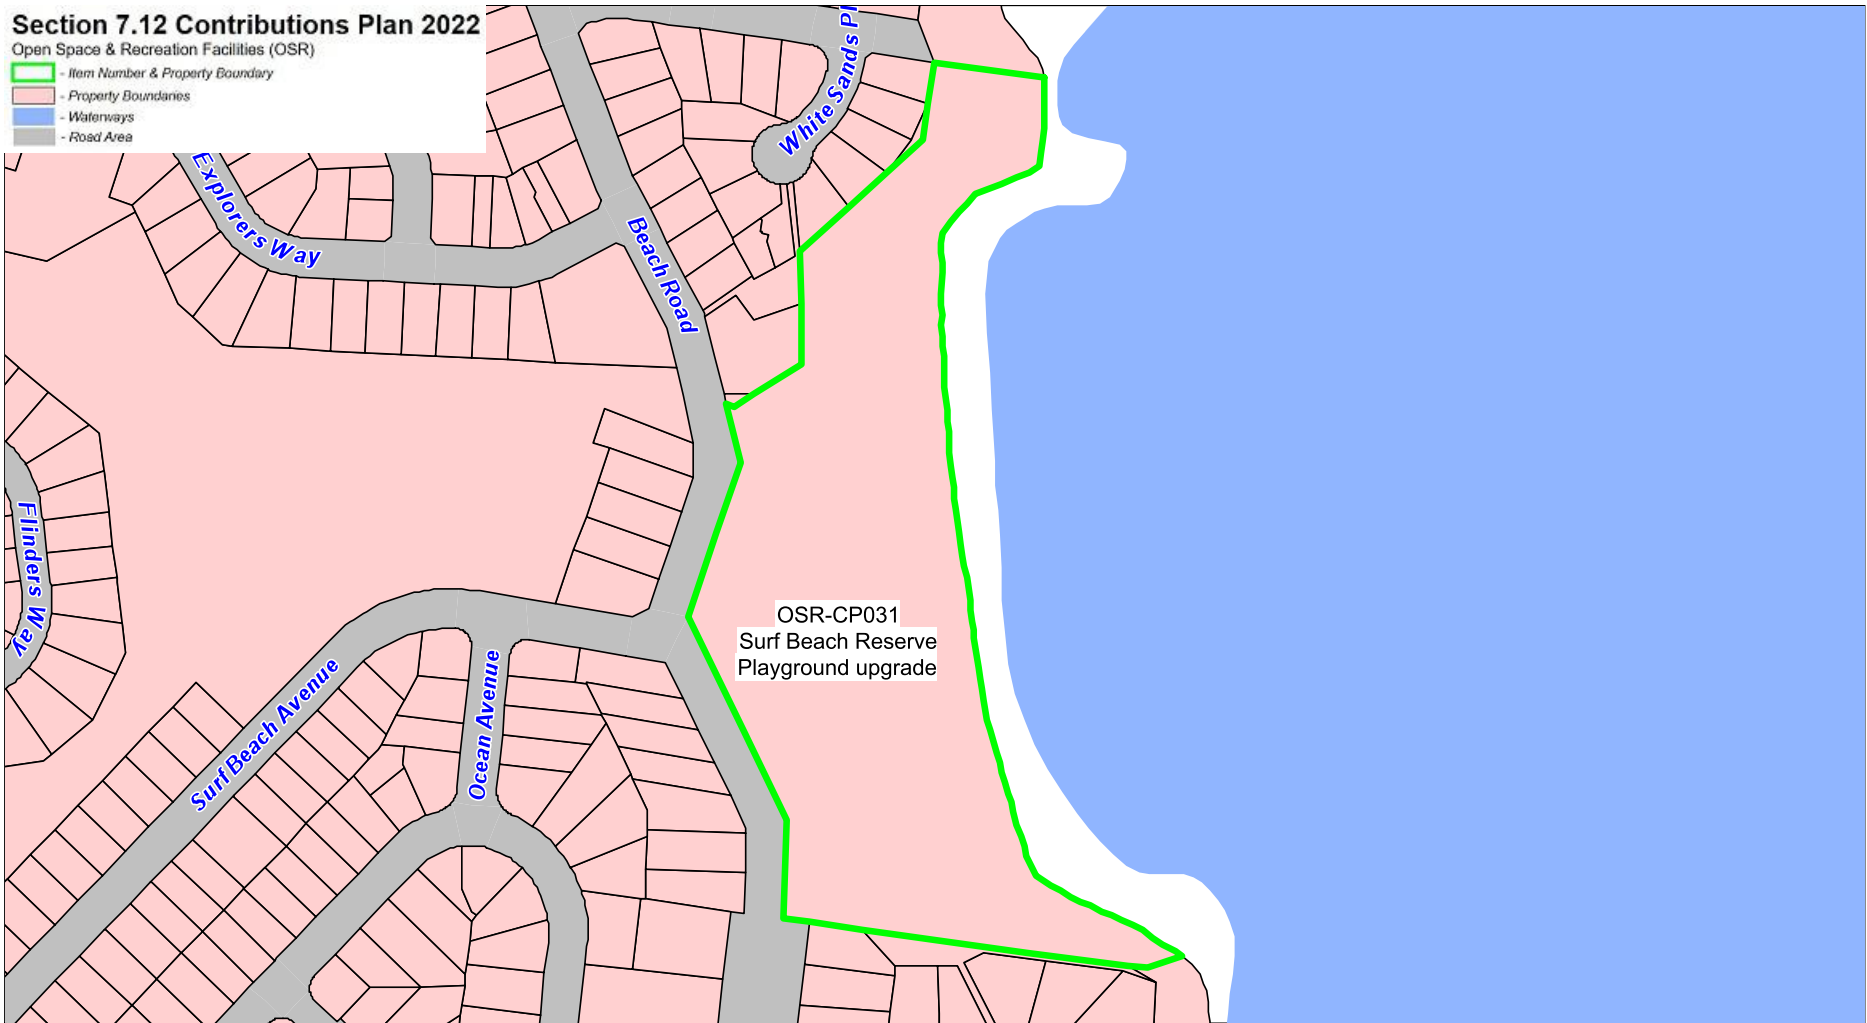 Section 7.12 Contributions Plan 2022
Open Space & Recreation Facilities (OSR)
- Item Number & Property Boundary
- Property Boundaries
- Waterways
- Road Area
White Sands Pl
Explorers Way
Beach Road
Flinders Way
Surf Beach Avenue
Ocean Avenue
OSR-CP031
Surf Beach Reserve
Playground upgrade